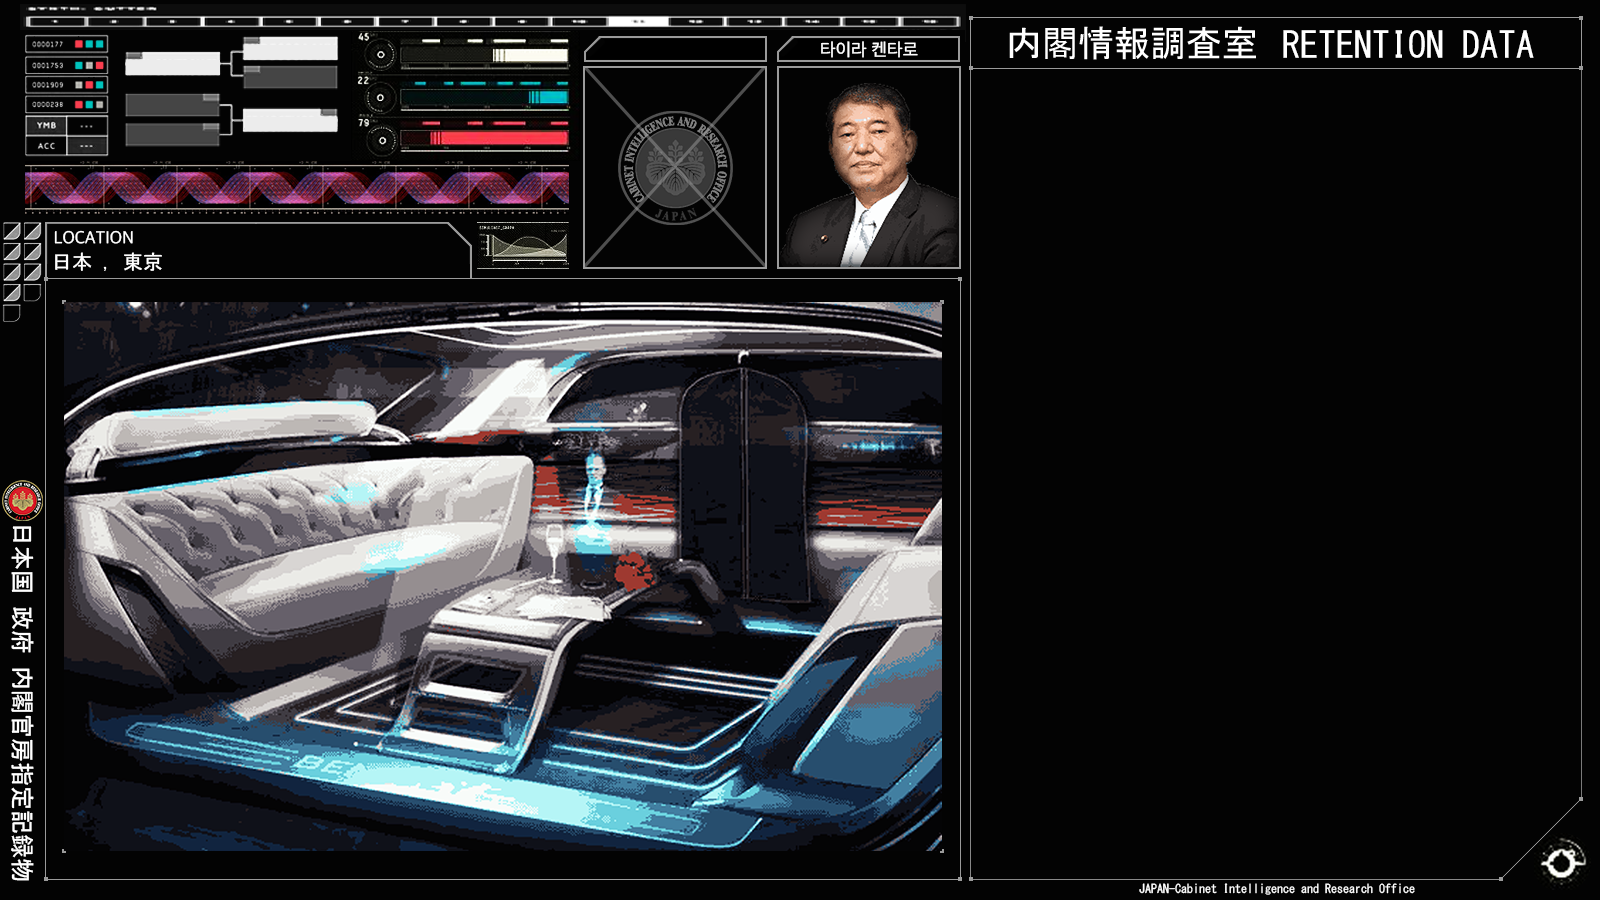 0000177
0001753
0001909
0000238
YMB ---
ACC ---
45
22
79
타이라 켄타로
CABINET INTELLIGENCE AND RESEARCH OFFICE
JAPAN
LOCATION
日本 , 東京
内閣情報調査室 RETENTION DATA
日本国 政府 内閣官房指定記録物
JAPAN-Cabinet Intelligence and Research Office